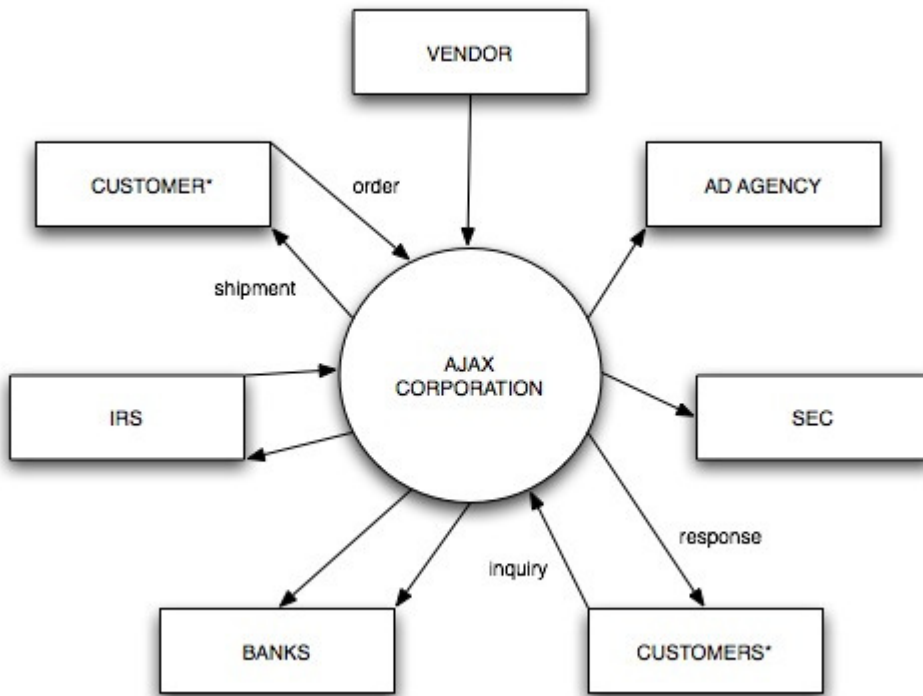 VENDOR
CUSTOMER*
order
AD AGENCY
shipment
AJAX
CORPORATION
IRS
SEC
response
inquiry
BANKS
CUSTOMERS*